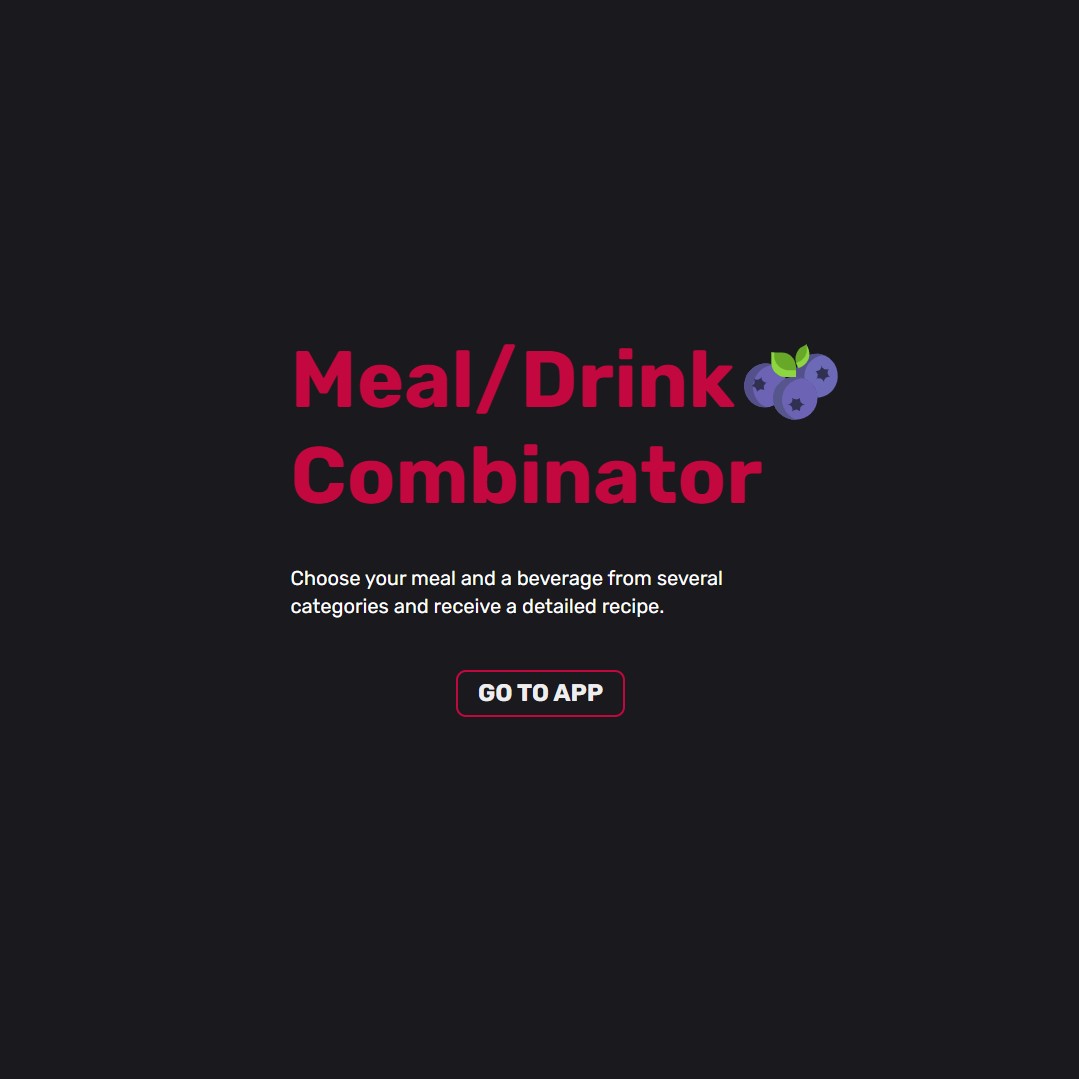 Meal/Drink
Combinator
Choose your meal and a beverage from several
categories and receive a detailed recipe.
GO TO APP